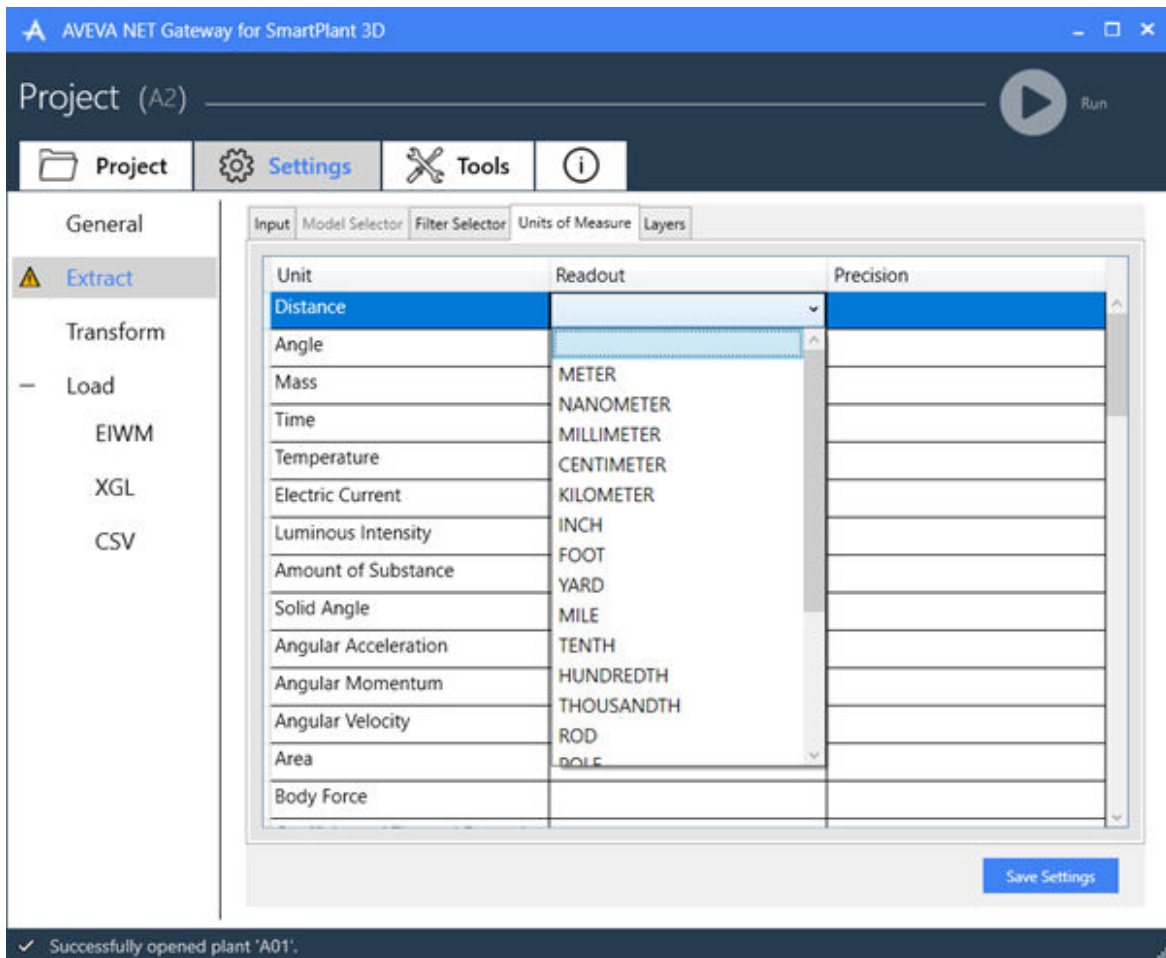 AVEVA NET Gateway for SmartPlant 3D
Project (A2)
Run
Project
Settings
Tools
General
Extract
Transform
Load
EIWM
XGL
CSV
Input Model Selector Filter Selector Units of Measure Layers
Unit Readout Precision
Distance
Angle
Mass
Time
Temperature
Electric Current
Luminous Intensity
Amount of Substance
Solid Angle
Angular Acceleration
Angular Momentum
Angular Velocity
Area
Body Force
METER
NANOMETER
MILLIMETER
CENTIMETER
KILOMETER
INCH
FOOT
YARD
MILE
TENTH
HUNDREDTH
THOUSANDTH
ROD
POLE
Save Settings
Successfully opened plant 'A01'.